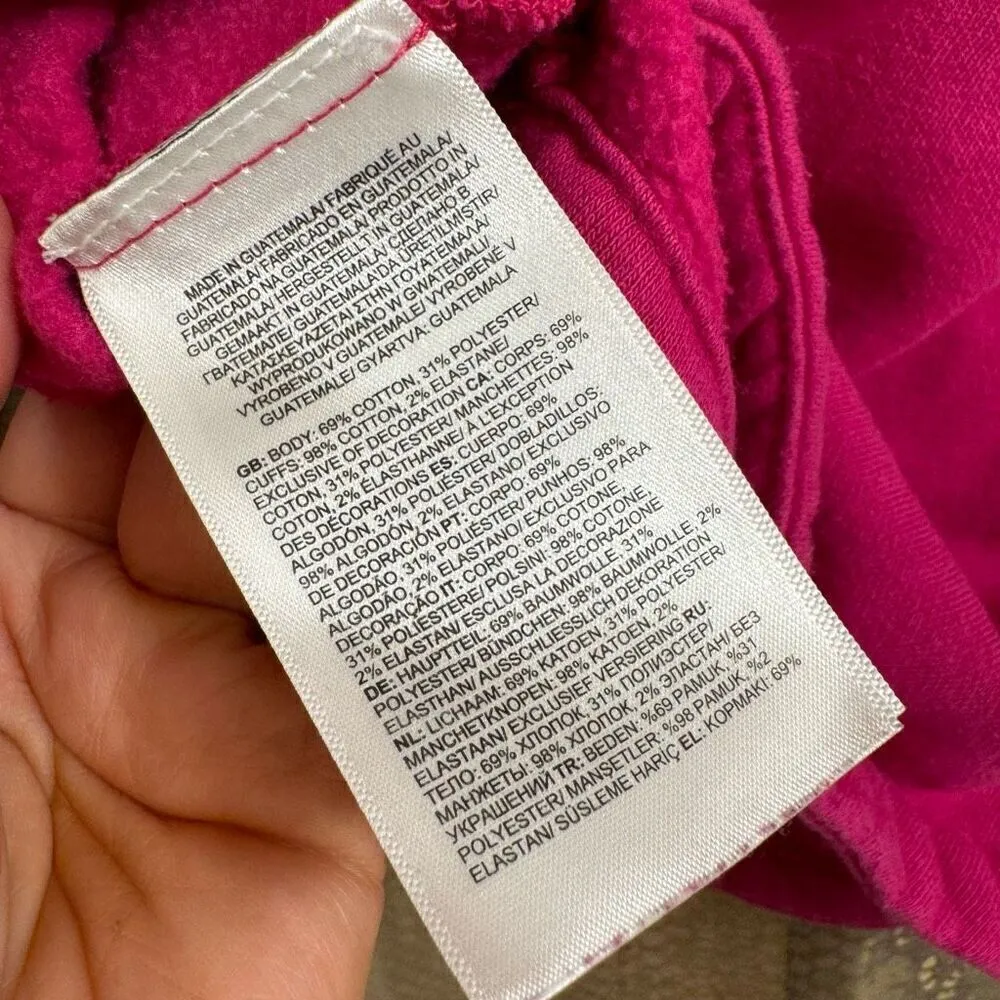 MADE IN GUATEMALA/ FABRIQUÉ AU
GUATEMALA/ FABRICADO EN GUATEMALA/
FABRICADO NA GUATEMALA/ PRODOTTO IN
GUATEMALA/ HERGESTELLT IN GUATEMALA/
GEMAAKT IN GUATEMALA/ СДЕЛАНО В
ГВАТЕМАЛЕ/ GUATEMALA'DA ÜRETİLMİŞTİR/
ΚΑΤΑΣΚΕΥΑΖΕΤΑΙ ΣΤΗΝ ΓΟΥΑΤΕΜΑΛΑ/
WYPRODUKOWANO W GWATEMALI/
VYROBENO V GUATEMALE/ VYROBENÉ V
GUATEMALE/ GYÁRTVA: GUATEMALA
GB: BODY: 69% COTTON, 31% POLYESTER/
CUFFS: 98% COTTON, 2% ELASTANE/
EXCLUSIVE OF DECORATION CA: CORPS: 69%
COTON, 31% POLYESTER/ MANCHETTES: 98%
COTON, 2% ÉLASTHANNE/ À L'EXCEPTION
DES DÉCORATIONS ES: CUERPO: 69%
ALGODÓN, 31% POLIÉSTER/ DOBLADILLOS:
98% ALGODÓN, 2% ELASTANO/ EXCLUSIVO
DE DECORACIÓN PT: CORPO: 69%
ALGODÃO, 31% POLIÉSTER/ PUNHOS: 98%
ALGODÃO, 2% ELASTANO/ EXCLUSIVO PARA
DECORAÇÃO IT: CORPO: 69% COTONE,
31% POLIESTERE/ POLSINI: 98% COTONE,
2% ELASTAN/ ESCLUSA LA DECORAZIONE
DE: HAUPTTEIL: 69% BAUMWOLLE, 31%
POLYESTER/ BUNDCHEN: 98% BAUMWOLLE, 2%
ELASTHAN/ AUSSCHLIESSLICH DEKORATION
NL: LICHAAM: 69% KATOEN, 31% POLYESTER/
MANCHETKNOPEN: 98% KATOEN, 2%
ELASTAAN/ EXCLUSIEF VERSIERING RU:
ТЕЛО: 69% ХЛОПОК, 31% ПОЛИЭСТЕР/
МАНЖЕТЫ: 98% ХЛОПОК, 2% ЭЛАСТАН/ БЕЗ
УКРАШЕНИЙ TR: BEDEN: %69 PAMUK, %31
POLYESTER/ MANŞETLER: %98 PAMUK, %2
ELASTAN/ SÜSLEME HARİÇ EL: ΚΟΡΜΑΚΙ: 69%